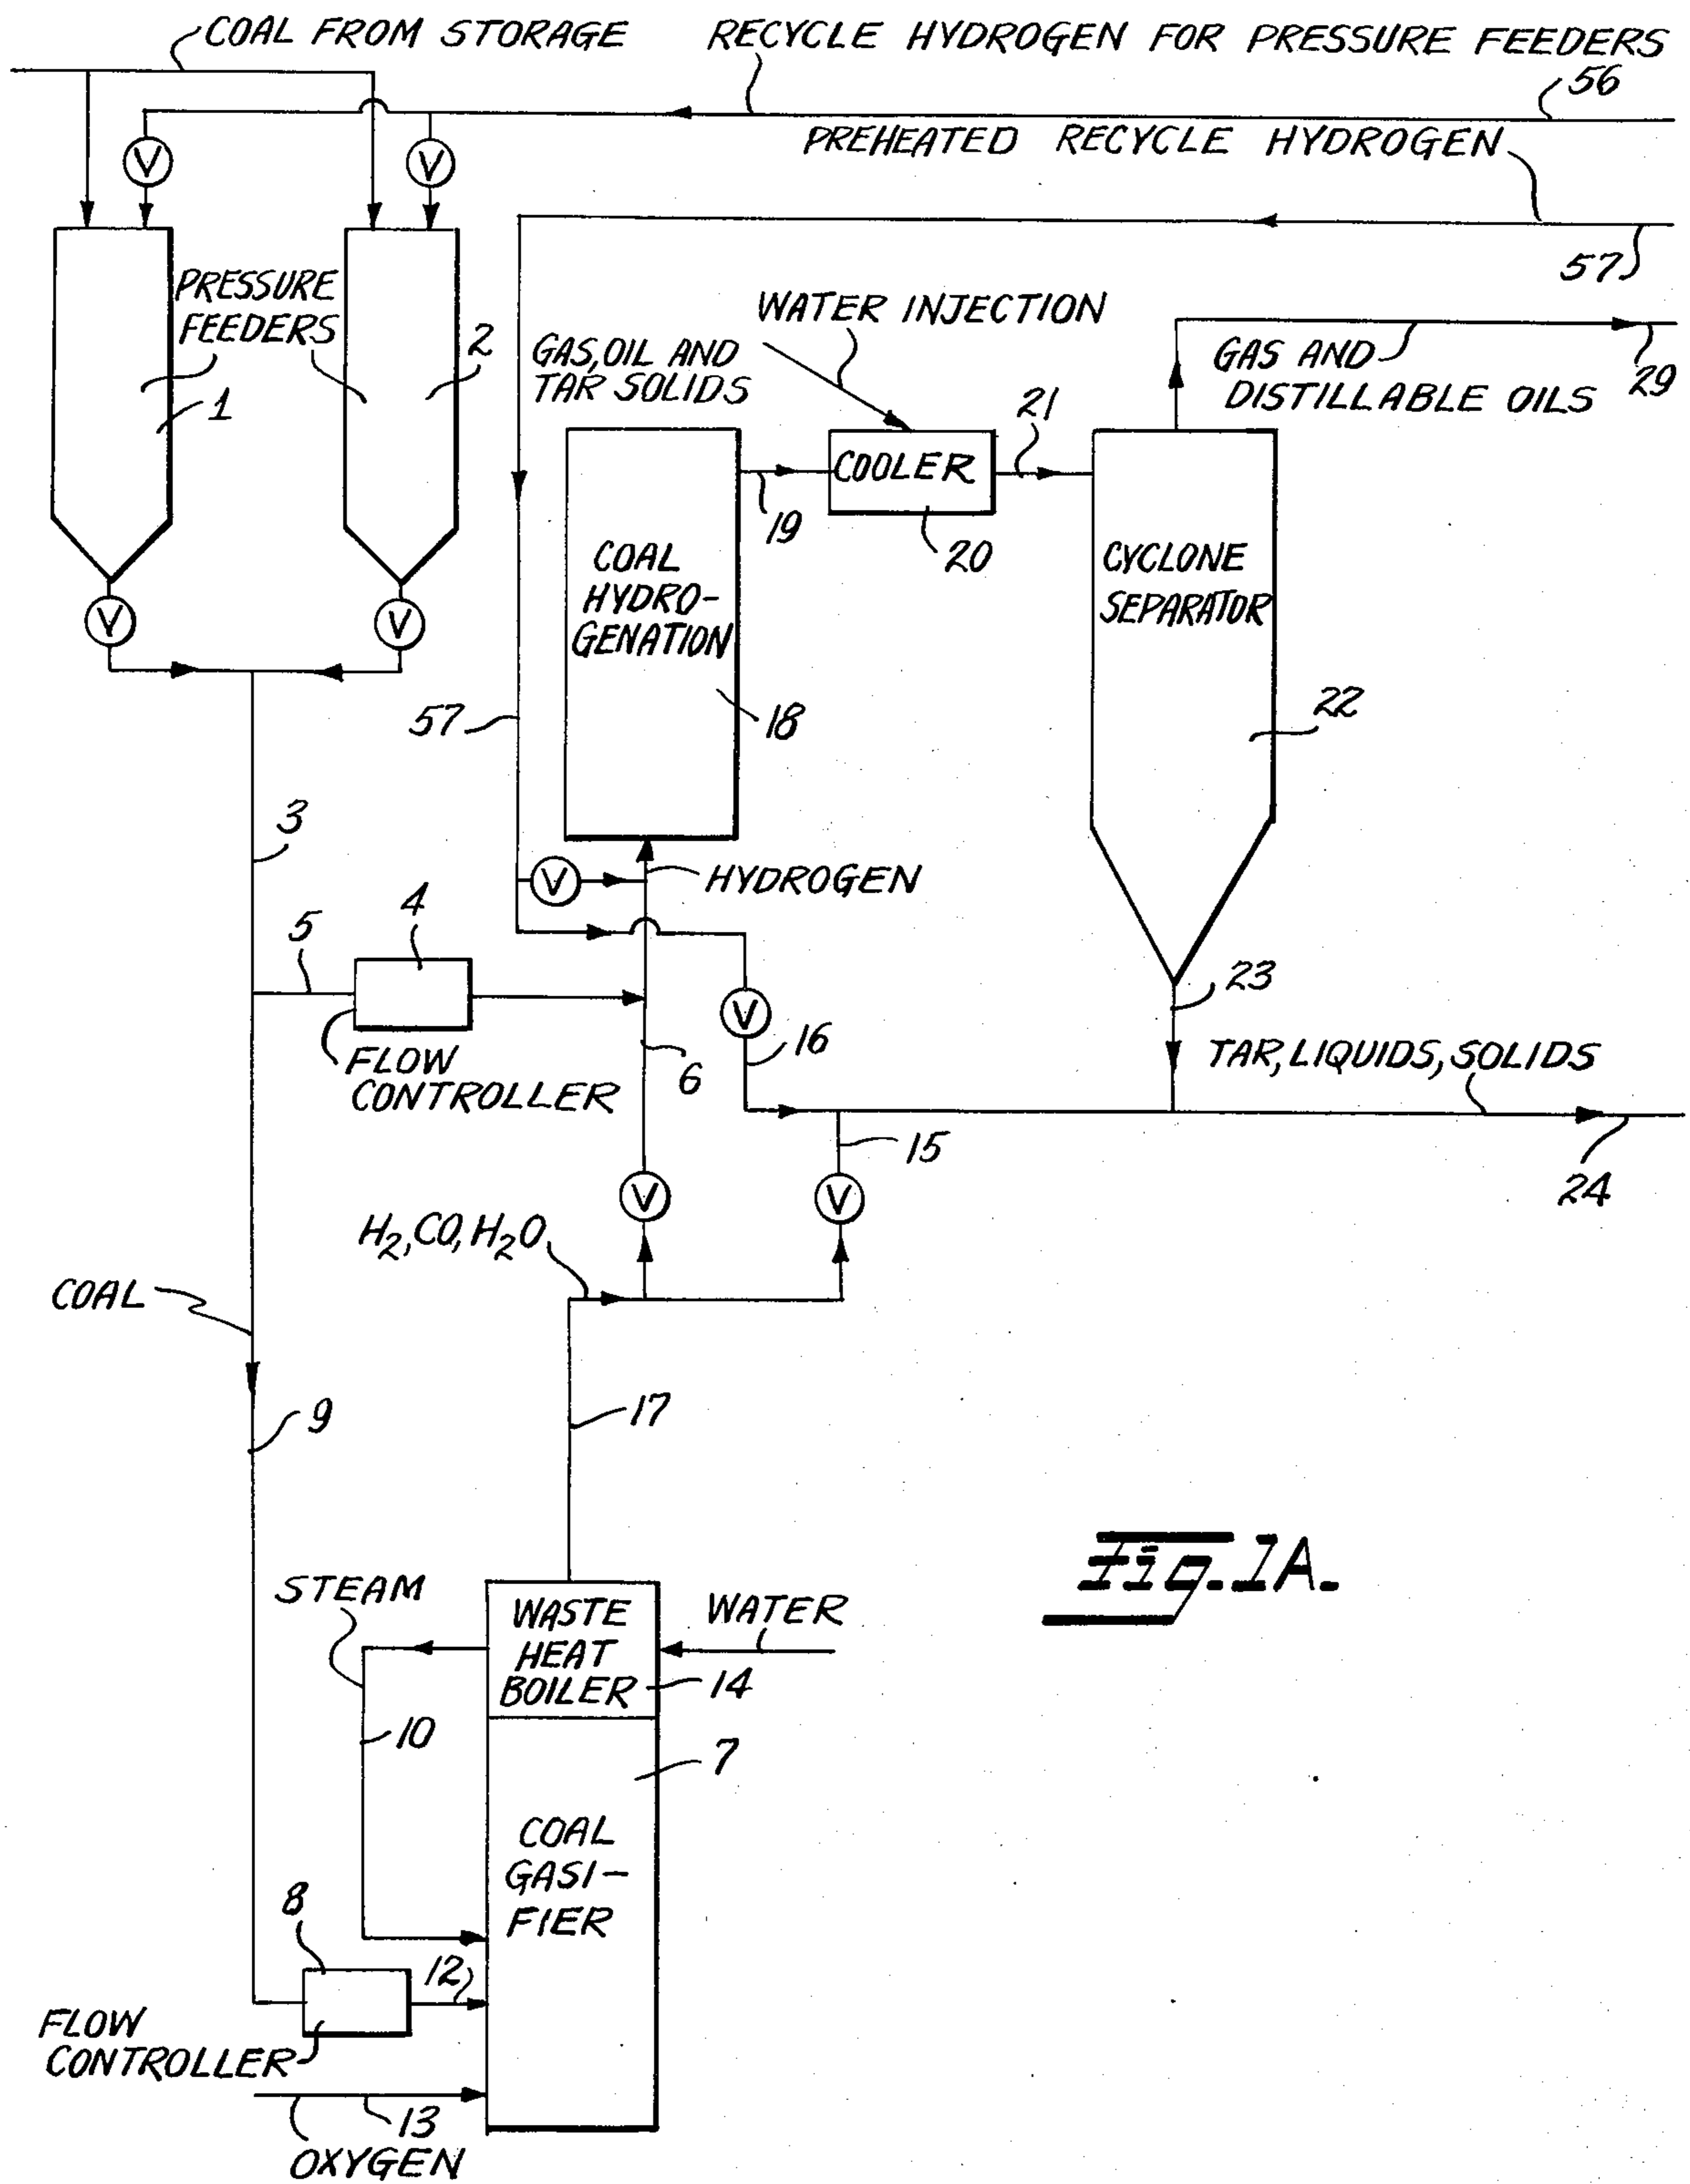 COAL FROM STORAGE
RECYCLE HYDROGEN FOR PRESSURE FEEDERS
56
PREHEATED RECYCLE HYDROGEN
V
V
57
PRESSURE
FEEDERS
1
2
WATER INJECTION
GAS, OIL AND
TAR SOLIDS
GAS AND
DISTILLABLE OILS
29
21
COOLER
19
20
COAL
HYDRO-
GENATION
18
CYCLONE
SEPARATOR
22
V
V
57
3
V
HYDROGEN
5
4
FLOW
CONTROLLER
6
V
16
23
TAR, LIQUIDS, SOLIDS
24
15
V
V
H2, CO, H2O
COAL
9
17
Fig. 1A.
STEAM
10
WASTE
HEAT
BOILER
14
WATER
7
COAL
GASI-
FIER
8
12
FLOW
CONTROLLER
13
OXYGEN